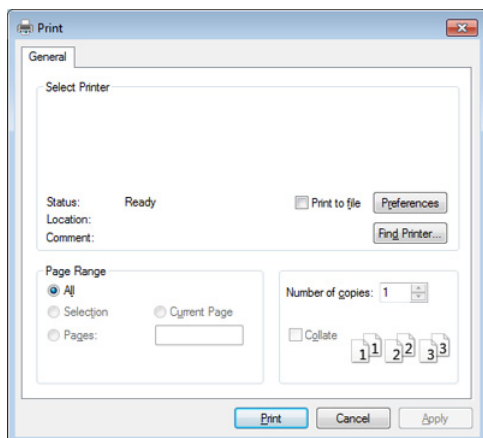 Print
General
Select Printer
Status: Ready
Print to file
Preferences
Location:
Comment:
Find Printer...
Page Range
All
Selection
Current Page
Pages:
Number of copies: 1
Collate
1 1 2 2 3 3
Print
Cancel
Apply